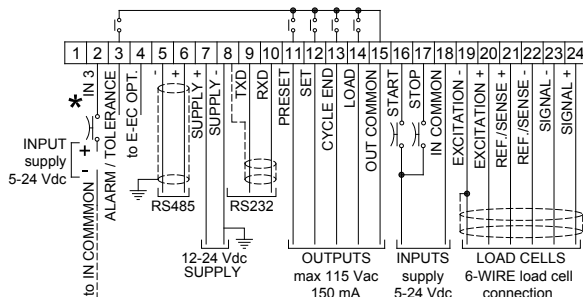 1 2 3 4 5 6 7 8 9 10 11 12 13 14 15 16 17 18 19 20 21 22 23 24
*
IN 3
ALARM / TOLERANCE
to E-EC OPT.
-
+
SUPPLY +
SUPPLY -
TXD
RXD
PRESET
SET
CYCLE END
LOAD
OUT COMMON
START
STOP
IN COMMON
EXCITATION -
EXCITATION +
REF./SENSE +
REF./SENSE -
SIGNAL -
SIGNAL +
INPUT
supply
5-24 Vdc
+
-
to IN COMMMON
RS485
RS232
12-24 Vdc
SUPPLY
OUTPUTS
max 115 Vac
150 mA
INPUTS
supply
5-24 Vdc
LOAD CELLS
6-WIRE load cell
connection